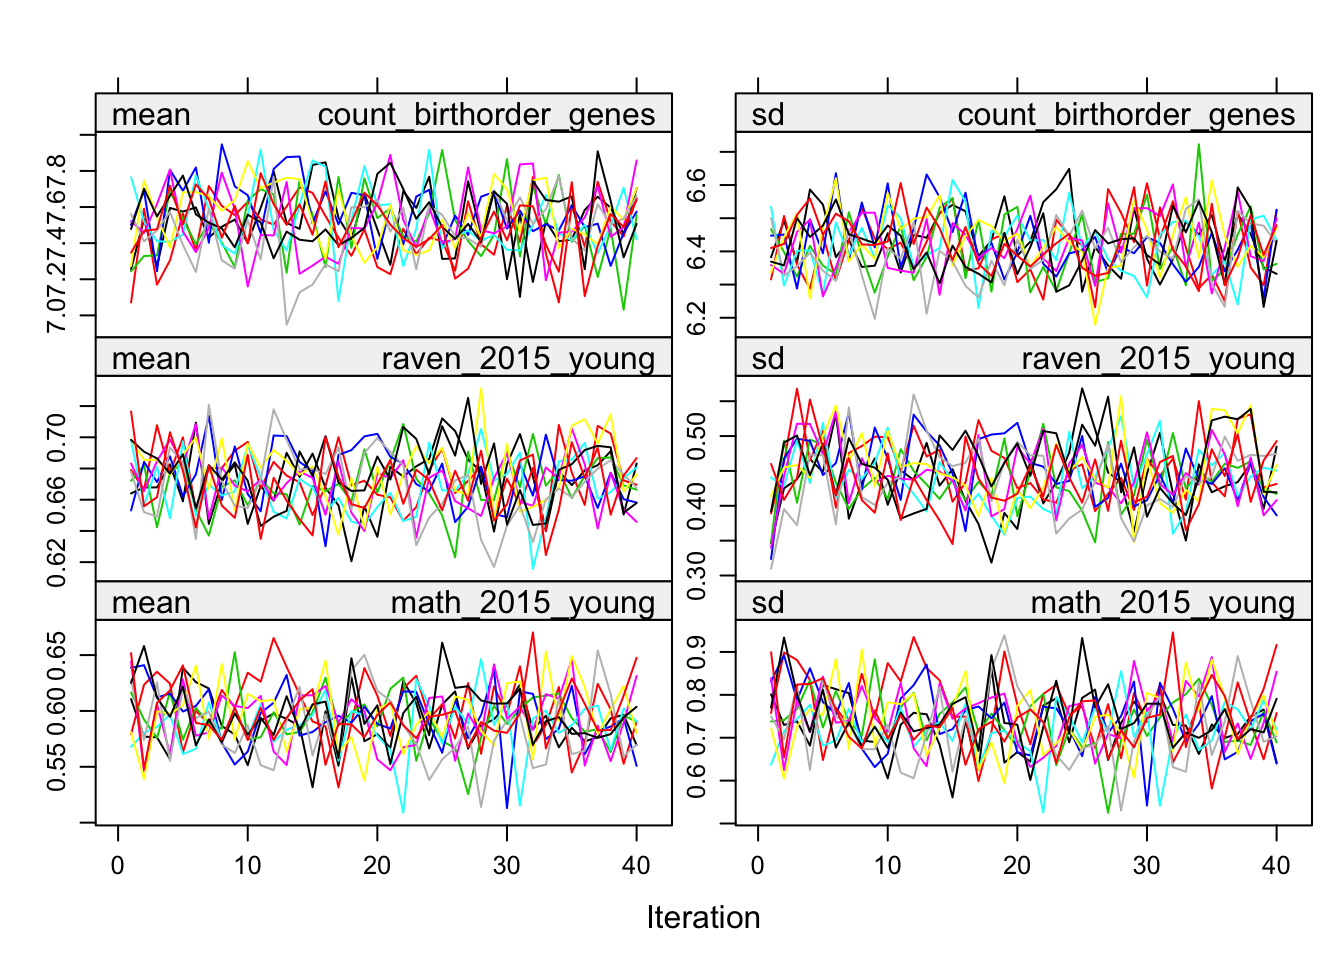 mean count_birthorder_genes
sd count_birthorder_genes
7.0 7.2 7.4 7.6 7.8
6.2 6.4 6.6
mean raven_2015_young
sd raven_2015_young
0.62 0.66 0.70
0.30 0.40 0.50
mean math_2015_young
sd math_2015_young
0.55 0.60 0.65
0.6 0.7 0.8 0.9
0 10 20 30 40
0 10 20 30 40
Iteration